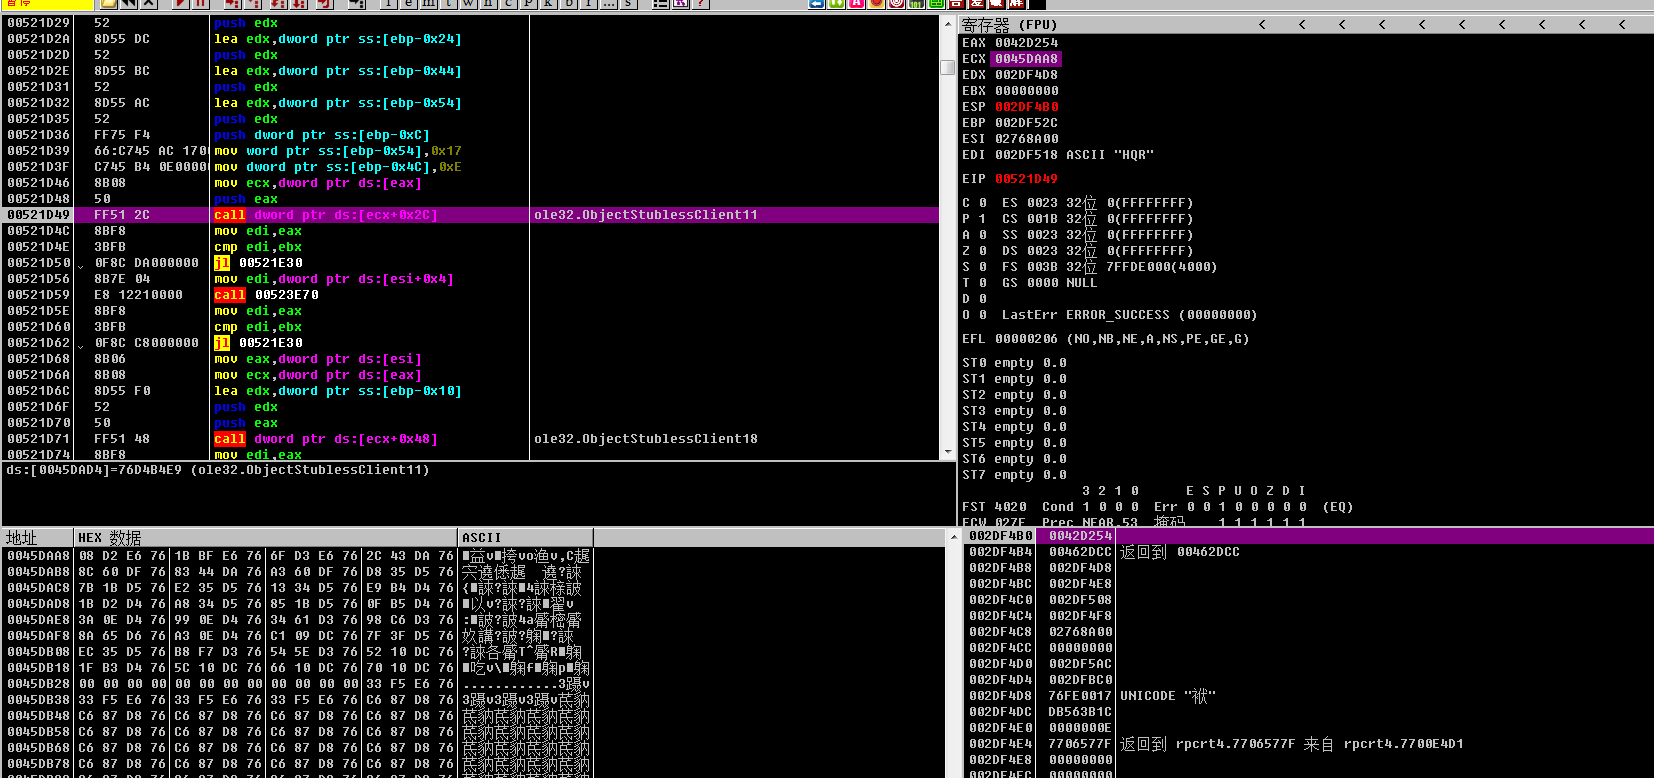 暂停
l e m t w h c P k b r ... s
?
00521D29 52 push edx
00521D2A 8D55 DC lea edx,dword ptr ss:[ebp-0x24]
00521D2D 52 push edx
00521D2E 8D55 BC lea edx,dword ptr ss:[ebp-0x44]
00521D31 52 push edx
00521D32 8D55 AC lea edx,dword ptr ss:[ebp-0x54]
00521D35 52 push edx
00521D36 FF75 F4 push dword ptr ss:[ebp-0xC]
00521D39 66:C745 AC 170 mov word ptr ss:[ebp-0x54],0x17
00521D3F C745 B4 0E0000 mov dword ptr ss:[ebp-0x4C],0xE
00521D46 8B08 mov ecx,dword ptr ds:[eax]
00521D48 50 push eax
00521D49 FF51 2C call dword ptr ds:[ecx+0x2C] ole32.ObjectStublessClient11
00521D4C 8BF8 mov edi,eax
00521D4E 3BFB cmp edi,ebx
00521D50 0F8C DA000000 jl 00521E30
00521D56 8B7E 04 mov edi,dword ptr ds:[esi+0x4]
00521D59 E8 12210000 call 00523E70
00521D5E 8BF8 mov edi,eax
00521D60 3BFB cmp edi,ebx
00521D62 0F8C C8000000 jl 00521E30
00521D68 8B06 mov eax,dword ptr ds:[esi]
00521D6A 8B08 mov ecx,dword ptr ds:[eax]
00521D6C 8D55 F0 lea edx,dword ptr ss:[ebp-0x10]
00521D6F 52 push edx
00521D70 50 push eax
00521D71 FF51 48 call dword ptr ds:[ecx+0x48] ole32.ObjectStublessClient18
00521D74 8BF8 mov edi,eax
ds:[0045DAD4]=76D4B4E9 (ole32.ObjectStublessClient11)
寄存器 (FPU) < < < < < < < < < <
EAX 0042D254
ECX 0045DAA8
EDX 002DF4D8
EBX 00000000
ESP 002DF4B0
EBP 002DF52C
ESI 02768A00
EDI 002DF518 ASCII "HQR"
EIP 00521D49
C 0 ES 0023 32位 0(FFFFFFFF)
P 1 CS 001B 32位 0(FFFFFFFF)
A 0 SS 0023 32位 0(FFFFFFFF)
Z 0 DS 0023 32位 0(FFFFFFFF)
S 0 FS 003B 32位 7FFDE000(4000)
T 0 GS 0000 NULL
D 0
O 0 LastErr ERROR_SUCCESS (00000000)
EFL 00000206 (NO,NB,NE,A,NS,PE,GE,G)
ST0 empty 0.0
ST1 empty 0.0
ST2 empty 0.0
ST3 empty 0.0
ST4 empty 0.0
ST5 empty 0.0
ST6 empty 0.0
ST7 empty 0.0
3 2 1 0 E S P U O Z D I
FST 4020 Cond 1 0 0 0 Err 0 0 1 0 0 0 0 0 (EQ)
FCW 027F Prec NEAR,53 掩码 1 1 1 1 1 1
地址 HEX 数据 ASCII
0045DAA8 08 D2 E6 76 1B BF E6 76 6F D3 E6 76 2C 43 DA 76
0045DAB8 8C 60 DF 76 83 44 DA 76 A3 60 DF 76 D8 35 D5 76
0045DAC8 7B 1B D5 76 E2 35 D5 76 13 34 D5 76 E9 B4 D4 76
0045DAD8 1B D2 D4 76 A8 34 D5 76 85 1B D5 76 0F B5 D4 76
0045DAE8 3A 0E D4 76 99 0E D4 76 34 61 D3 76 98 C6 D3 76
0045DAF8 8A 65 D6 76 A3 0E D4 76 C1 09 DC 76 7F 3F D5 76
0045DB08 EC 35 D5 76 B8 F7 D3 76 54 5E D3 76 52 10 DC 76
0045DB18 1F B3 D4 76 5C 10 DC 76 66 10 DC 76 70 10 DC 76
0045DB28 00 00 00 00 00 00 00 00 00 00 00 00 33 F5 E6 76
0045DB38 33 F5 E6 76 33 F5 E6 76 33 F5 E6 76 C6 87 D8 76
0045DB48 C6 87 D8 76 C6 87 D8 76 C6 87 D8 76 C6 87 D8 76
0045DB58 C6 87 D8 76 C6 87 D8 76 C6 87 D8 76 C6 87 D8 76
0045DB68 C6 87 D8 76 C6 87 D8 76 C6 87 D8 76 C6 87 D8 76
0045DB78 C6 87 D8 76 C6 87 D8 76 C6 87 D8 76 C6 87 D8 76
002DF4B0 0042D254
002DF4B4 00462DCC 返回到 00462DCC
002DF4B8 002DF4D8
002DF4BC 002DF4E8
002DF4C0 002DF508
002DF4C4 002DF4F8
002DF4C8 02768A00
002DF4CC 00000000
002DF4D0 002DF5AC
002DF4D4 002DFBC0
002DF4D8 76FE0017 UNICODE "袱"
002DF4DC DB563B1C
002DF4E0 0000000E
002DF4E4 7706577F 返回到 rpcrt4.7706577F 来自 rpcrt4.7700E4D1
002DF4E8 00000000
002DF4EC 00000000